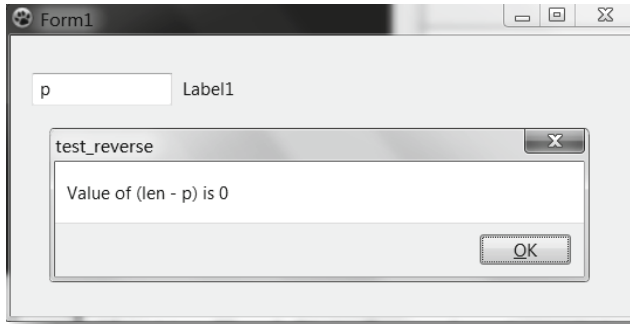 Form1
p Label1
test_reverse
Value of (len - p) is 0
OK